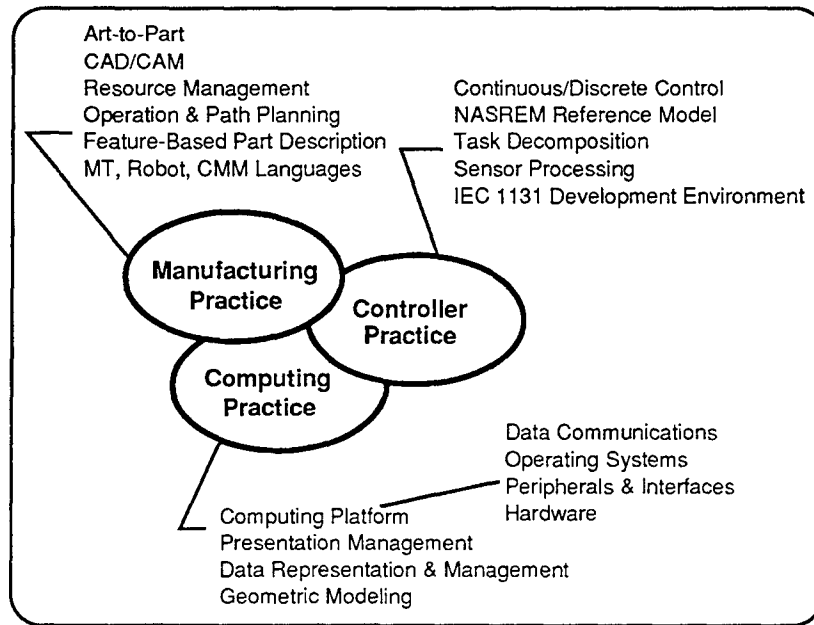 Art-to-Part
CAD/CAM
Resource Management
Operation & Path Planning
Feature-Based Part Description
MT, Robot, CMM Languages
Continuous/Discrete Control
NASREM Reference Model
Task Decomposition
Sensor Processing
IEC 1131 Development Environment
Manufacturing
Practice
Controller
Practice
Computing
Practice
Data Communications
Operating Systems
Peripherals & Interfaces
Hardware
Computing Platform
Presentation Management
Data Representation & Management
Geometric Modeling